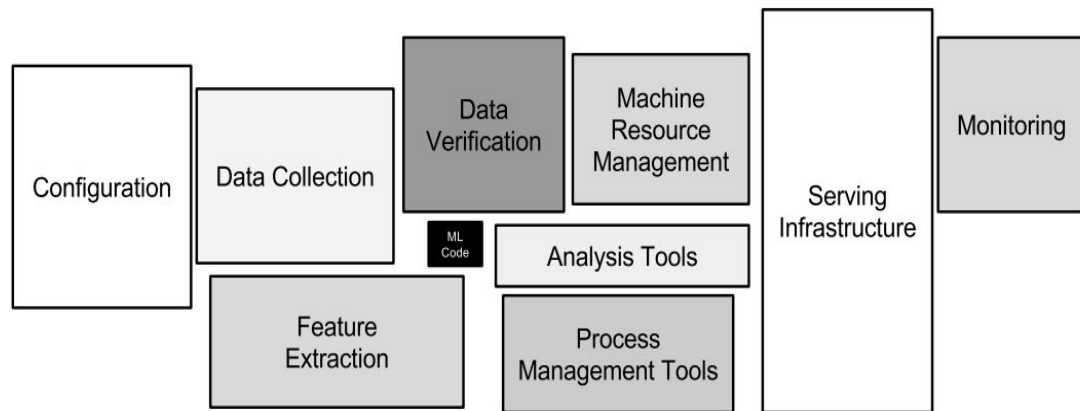 Configuration
Data Collection
Feature
Extraction
Data
Verification
ML
Code
Machine
Resource
Management
Analysis Tools
Process
Management Tools
Serving
Infrastructure
Monitoring